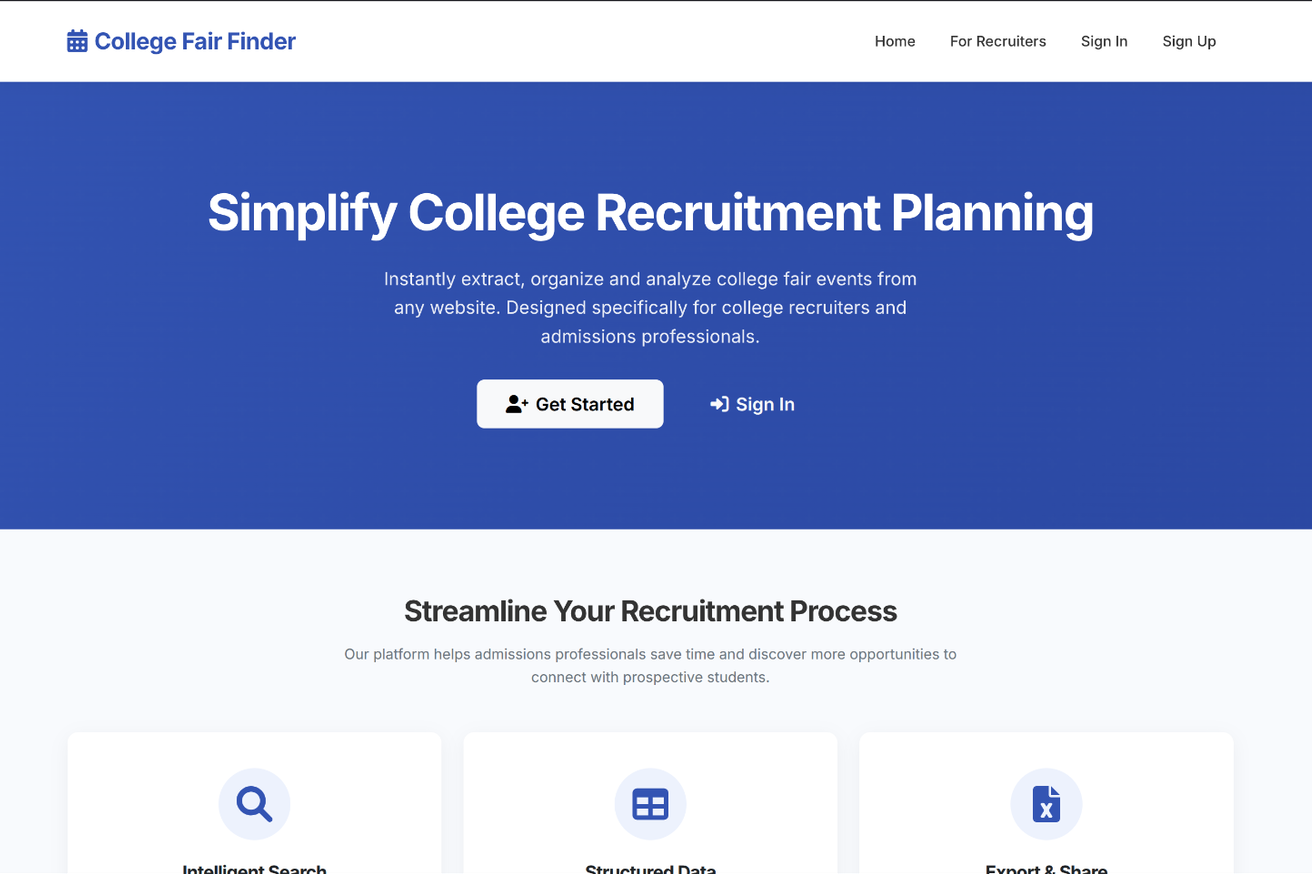 College Fair Finder
Home
For Recruiters
Sign In
Sign Up
Simplify College Recruitment Planning
Instantly extract, organize and analyze college fair events from
any website. Designed specifically for college recruiters and
admissions professionals.
Get Started
Sign In
Streamline Your Recruitment Process
Our platform helps admissions professionals save time and discover more opportunities to
connect with prospective students.
Intelligent Search
Structured Data
Export & Share